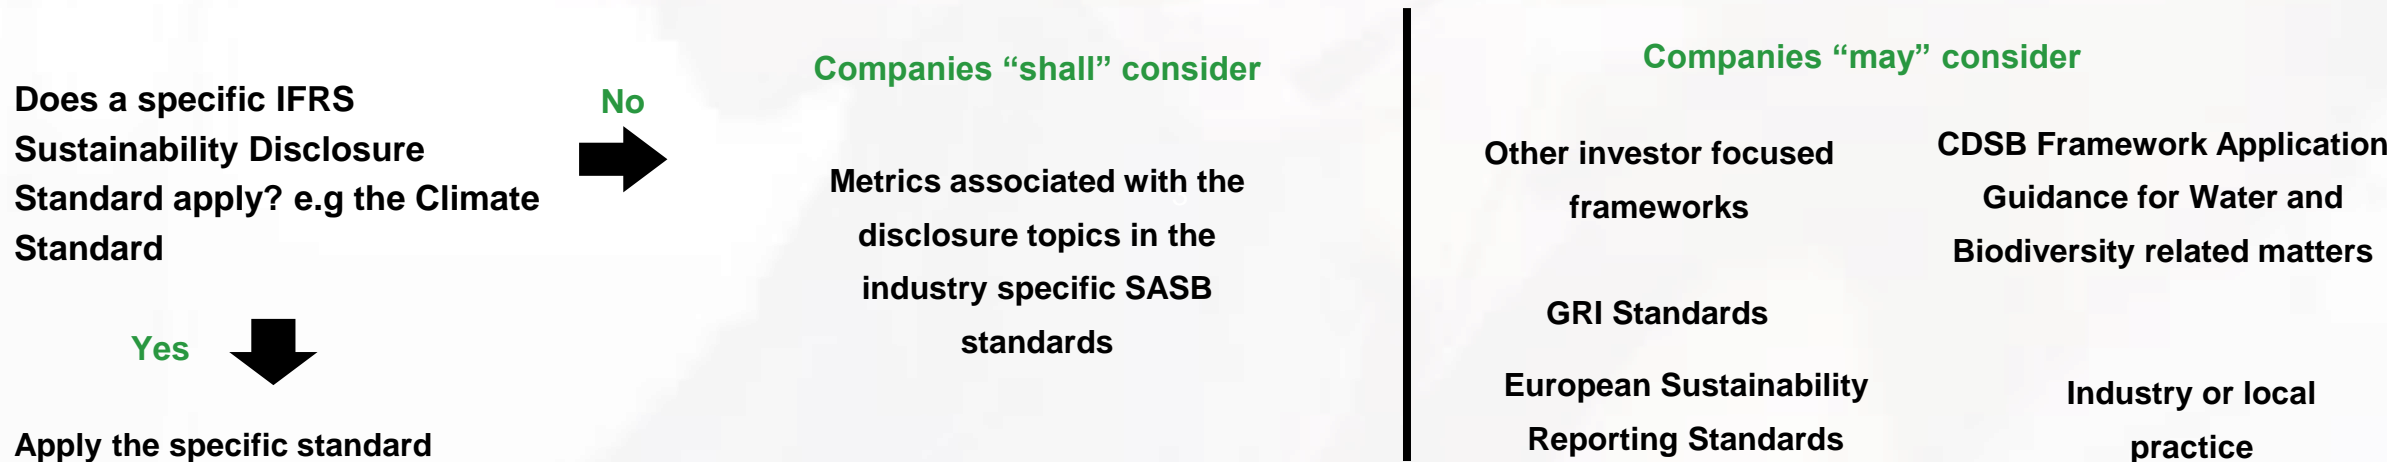 Does a specific IFRS
Sustainability Disclosure
Standard apply? e.g the Climate
Standard
No
Yes
Apply the specific standard
Companies “shall” consider
Metrics associated with the
disclosure topics in the
industry specific SASB
standards
Companies “may” consider
Other investor focused
frameworks
CDSB Framework Application
Guidance for Water and
Biodiversity related matters
GRI Standards
European Sustainability
Reporting Standards
Industry or local
practice